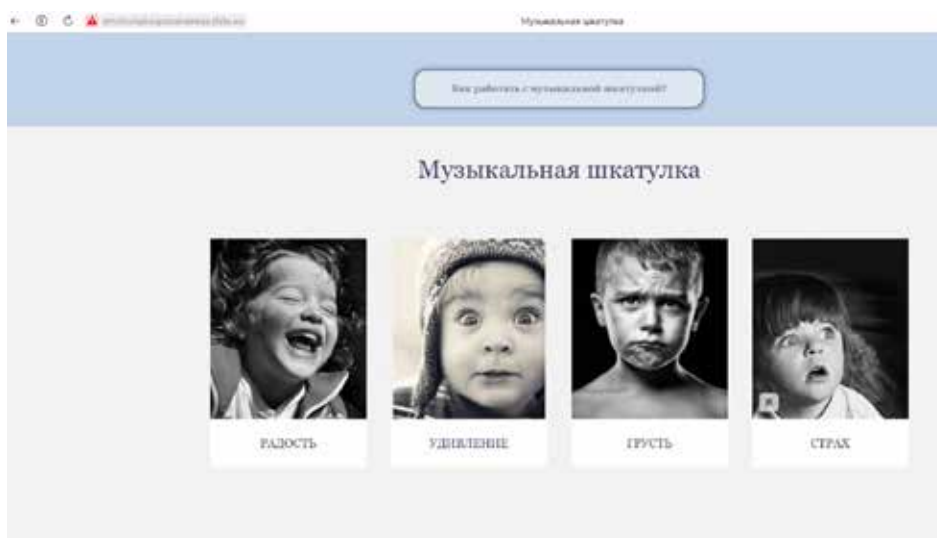 Музыкальная шкатулка
Как работать с музыкальной шкатулкой?
Музыкальная шкатулка
РАДОСТЬ
УДИВЛЕНИЕ
ГРУСТЬ
СТРАХ